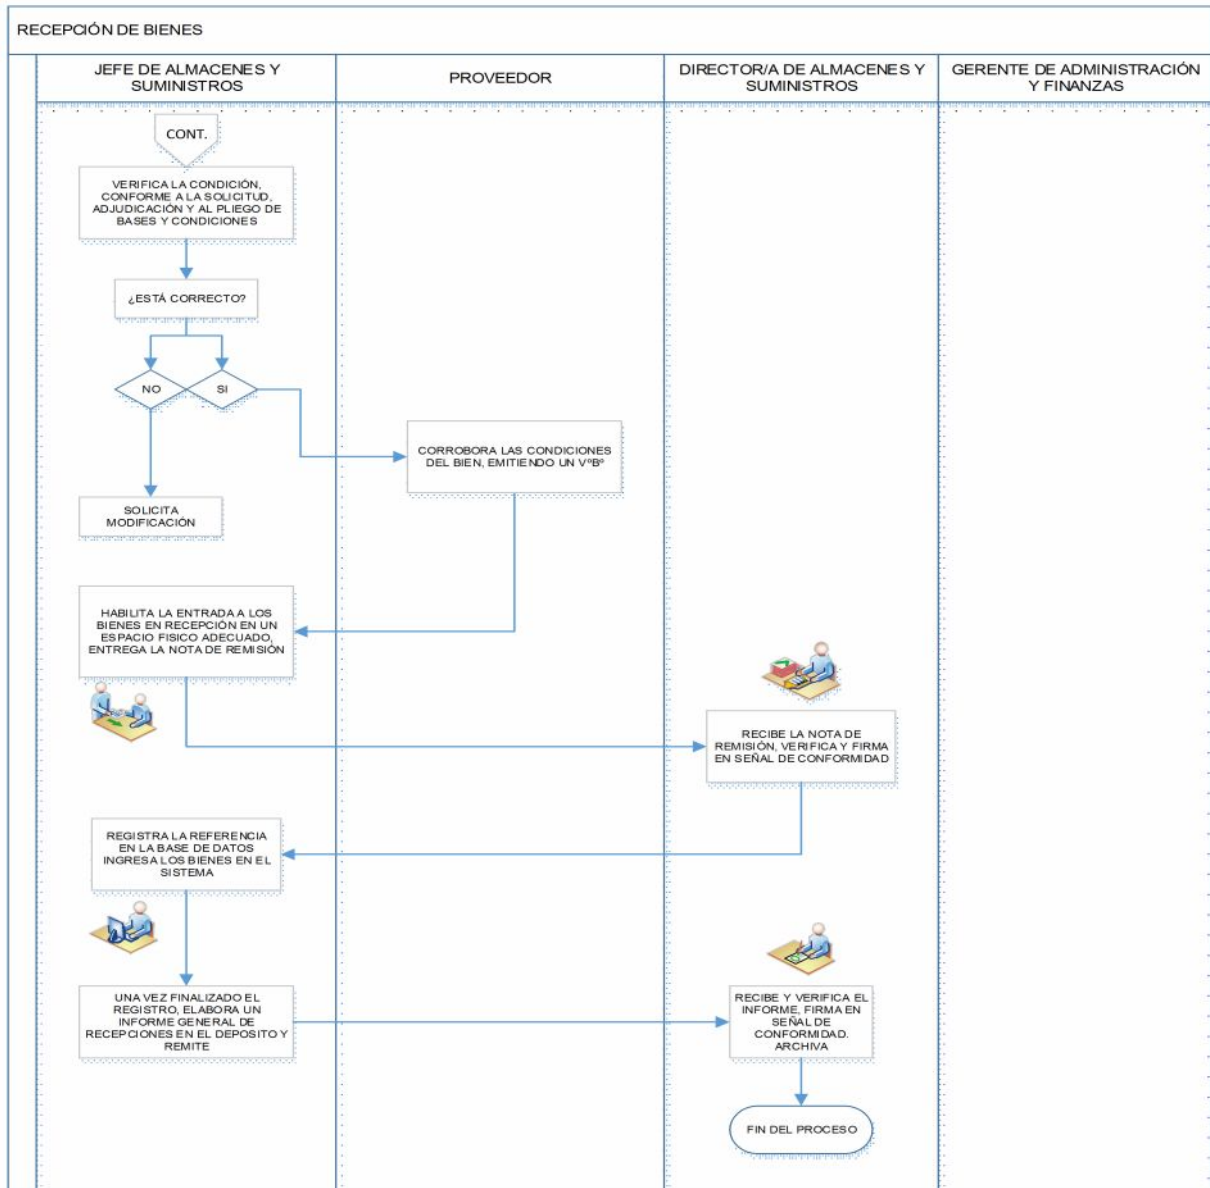 RECEPCIÓN DE BIENES
JEFE DE ALMACENES Y
SUMINISTROS
PROVEEDOR
DIRECTOR/A DE ALMACENES Y
SUMINISTROS
GERENTE DE ADMINISTRACIÓN
Y FINANZAS
CONT.
VERIFICA LA CONDICIÓN,
CONFORME A LA SOLICITUD,
ADJUDICACIÓN Y AL PLIEGO DE
BASES Y CONDICIONES
¿ESTÁ CORRECTO?
NO
SI
CORROBORA LAS CONDICIONES
DEL BIEN, EMITIENDO UN VºBº
SOLICITA
MODIFICACIÓN
HABILITA LA ENTRADA A LOS
BIENES EN RECEPCIÓN EN UN
ESPACIO FISICO ADECUADO,
ENTREGA LA NOTA DE REMISIÓN
RECIBE LA NOTA DE
REMISIÓN, VERIFICA Y FIRMA
EN SEÑAL DE CONFORMIDAD
REGISTRA LA REFERENCIA
EN LA BASE DE DATOS
INGRESA LOS BIENES EN EL
SISTEMA
UNA VEZ FINALIZADO EL
REGISTRO, ELABORA UN
INFORME GENERAL DE
RECEPCIONES EN EL DEPOSITO Y
REMITE
RECIBE Y VERIFICA EL
INFORME, FIRMA EN
SEÑAL DE
CONFORMIDAD.
ARCHIVA
FIN DEL PROCESO